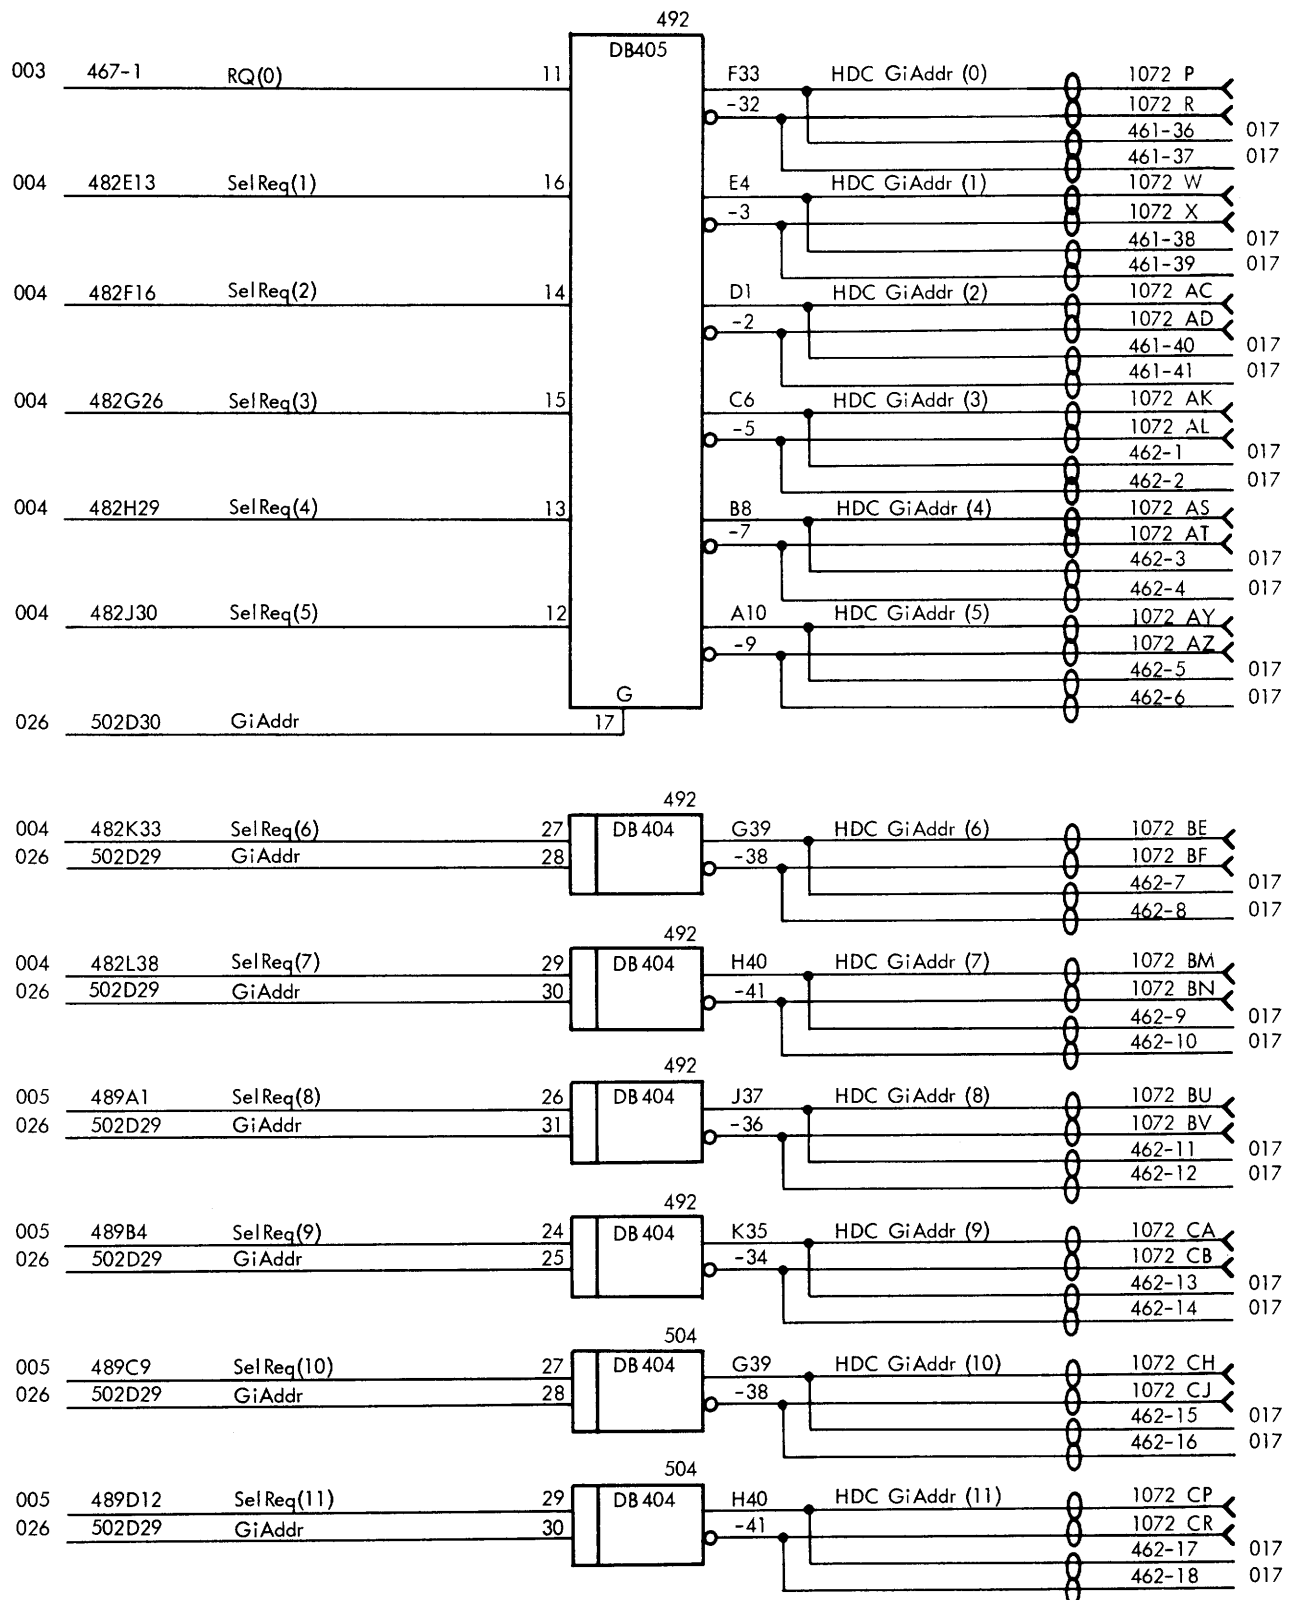 492
DB405
003 467-1 RQ(0) 11 F33 HDC GiAddr (0) 1072 P
-32 1072 R
461-36 017
461-37 017
004 482E13 SelReq(1) 16 E4 HDC GiAddr (1) 1072 W
-3 1072 X
461-38 017
461-39 017
004 482F16 SelReq(2) 14 D1 HDC GiAddr (2) 1072 AC
-2 1072 AD
461-40 017
461-41 017
004 482G26 SelReq(3) 15 C6 HDC GiAddr (3) 1072 AK
-5 1072 AL
462-1 017
462-2 017
004 482H29 SelReq(4) 13 B8 HDC GiAddr (4) 1072 AS
-7 1072 AT
462-3 017
462-4 017
004 482J30 SelReq(5) 12 A10 HDC GiAddr (5) 1072 AY
-9 1072 AZ
462-5 017
G 462-6 017
026 502D30 GiAddr 17
492
004 482K33 SelReq(6) 27 DB404 G39 HDC GiAddr (6) 1072 BE
026 502D29 GiAddr 28 -38 1072 BF
462-7 017
462-8 017
492
004 482L38 SelReq(7) 29 DB404 H40 HDC GiAddr (7) 1072 BM
026 502D29 GiAddr 30 -41 1072 BN
462-9 017
462-10 017
492
005 489A1 SelReq(8) 26 DB404 J37 HDC GiAddr (8) 1072 BU
026 502D29 GiAddr 31 -36 1072 BV
462-11 017
462-12 017
492
005 489B4 SelReq(9) 24 DB404 K35 HDC GiAddr (9) 1072 CA
026 502D29 GiAddr 25 -34 1072 CB
462-13 017
462-14 017
504
005 489C9 SelReq(10) 27 DB404 G39 HDC GiAddr (10) 1072 CH
026 502D29 GiAddr 28 -38 1072 CJ
462-15 017
462-16 017
504
005 489D12 SelReq(11) 29 DB404 H40 HDC GiAddr (11) 1072 CP
026 502D29 GiAddr 30 -41 1072 CR
462-17 017
462-18 017